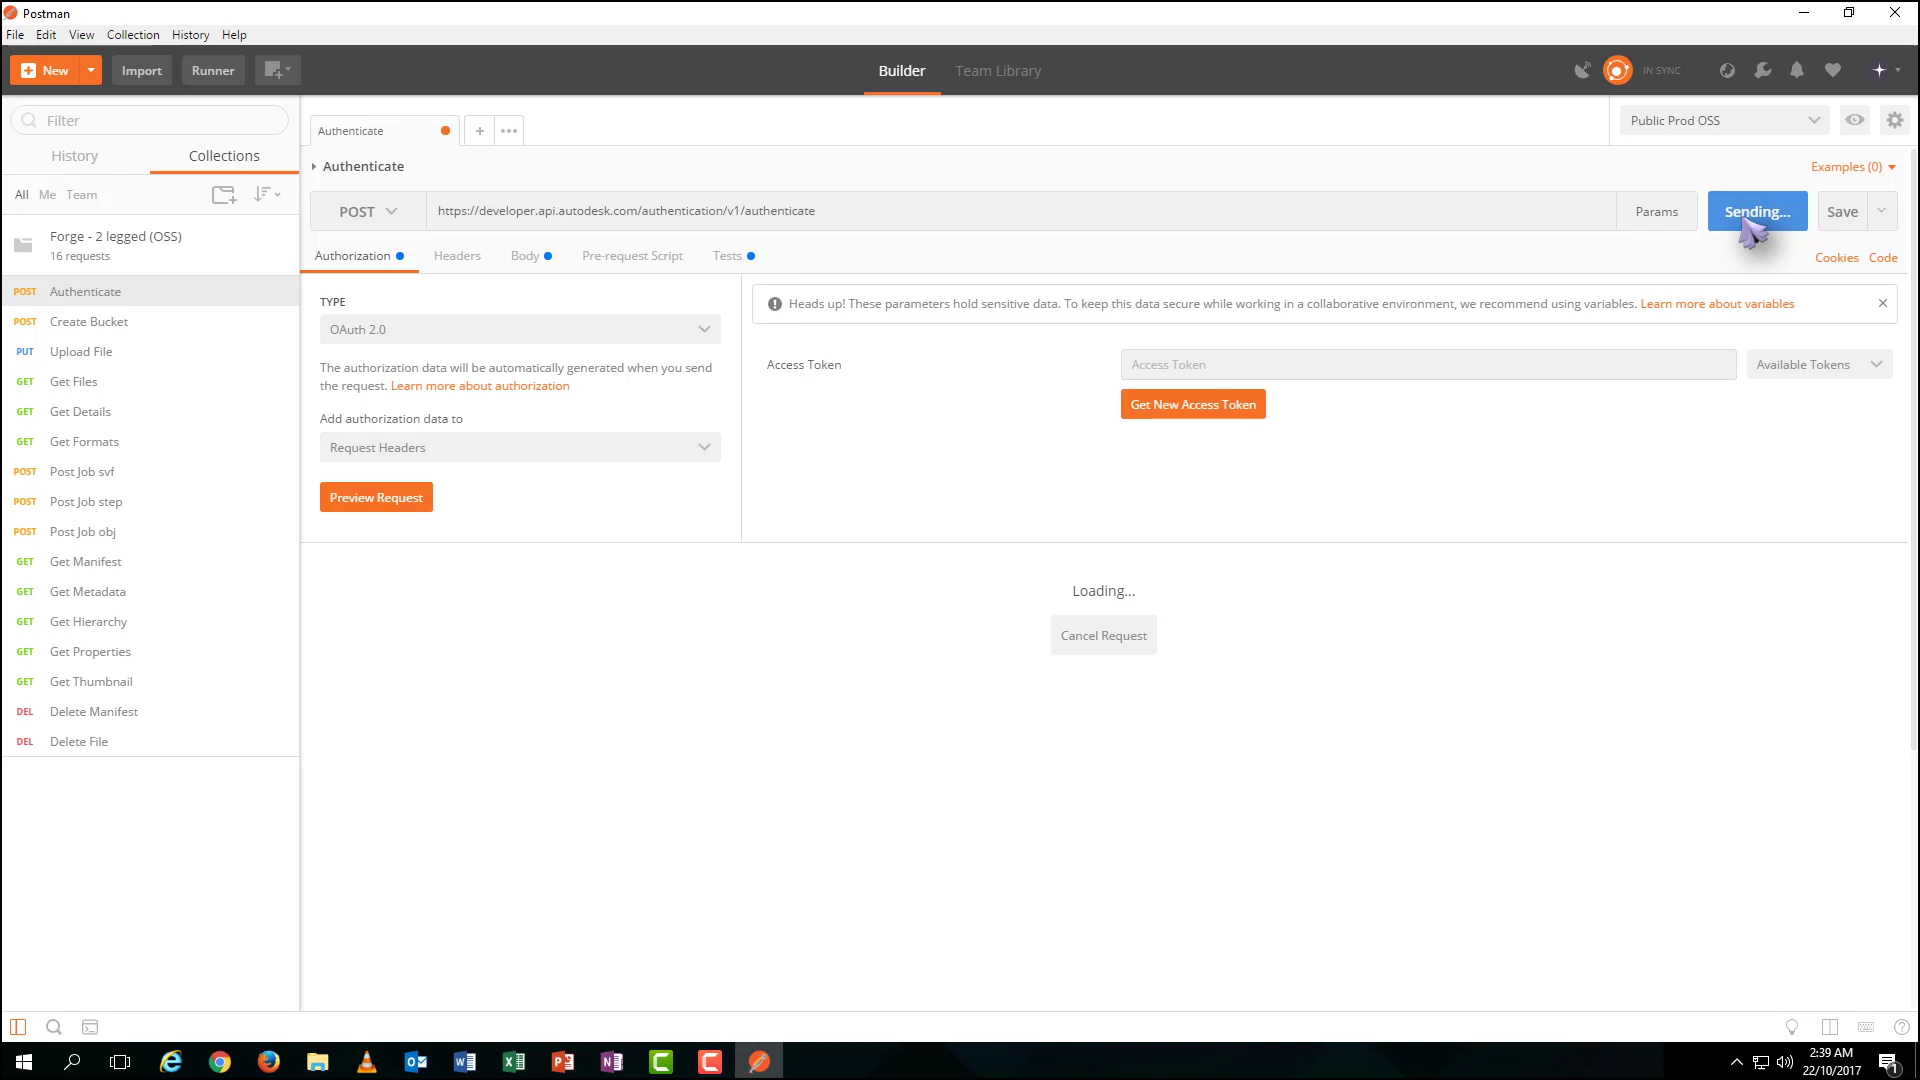 Postman
File Edit View Collection History Help
New Import Runner Builder Team Library IN SYNC
Filter
History Collections
All Me Team
Forge - 2 legged (OSS)
16 requests
POST Authenticate
POST Create Bucket
PUT Upload File
GET Get Files
GET Get Details
GET Get Formats
POST Post Job svf
POST Post Job step
POST Post Job obj
GET Get Manifest
GET Get Metadata
GET Get Hierarchy
GET Get Properties
GET Get Thumbnail
DEL Delete Manifest
DEL Delete File
Authenticate + •••
Public Prod OSS
Authenticate
Examples (0)
POST https://developer.api.autodesk.com/authentication/v1/authenticate Params Sending... Save
Authorization Headers Body Pre-request Script Tests Cookies Code
TYPE
OAuth 2.0
The authorization data will be automatically generated when you send
the request. Learn more about authorization
Add authorization data to
Request Headers
Preview Request
Heads up! These parameters hold sensitive data. To keep this data secure while working in a collaborative environment, we recommend using variables. Learn more about variables
Access Token Access Token Available Tokens
Get New Access Token
Loading...
Cancel Request
2:39 AM
22/10/2017
1